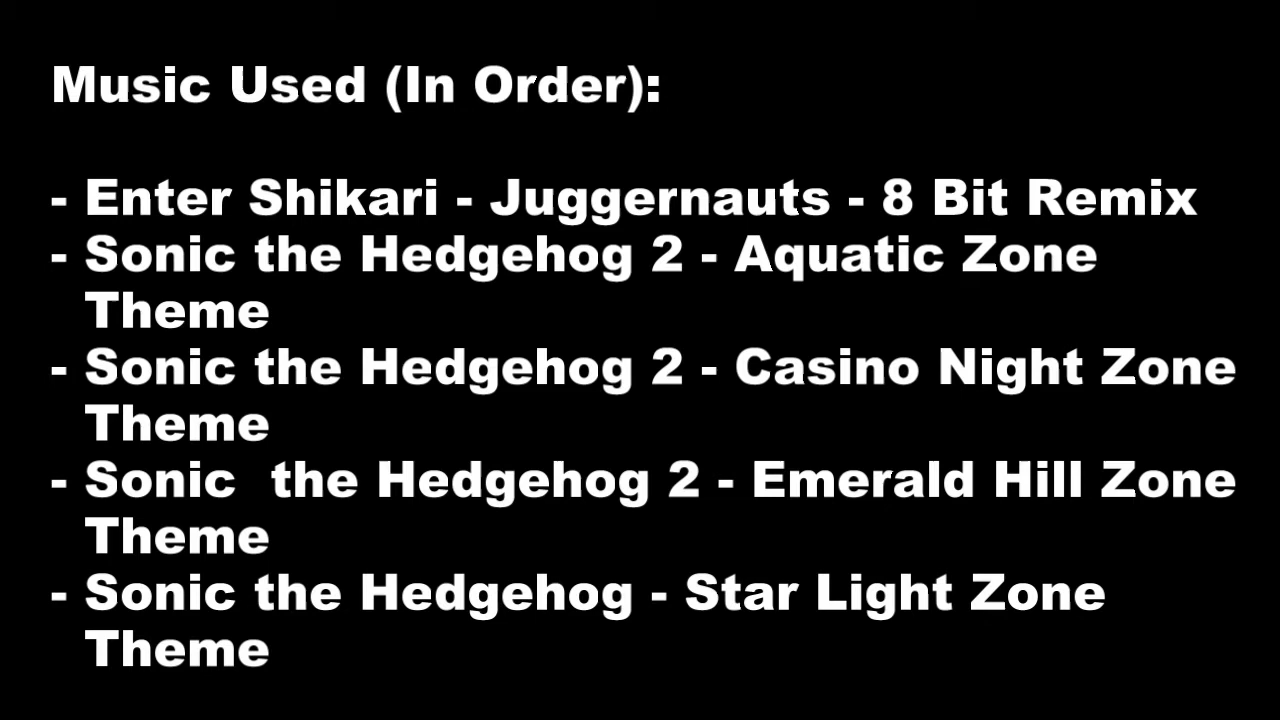 Music Used (In Order):
- Enter Shikari - Juggernauts - 8 Bit Remix
- Sonic the Hedgehog 2 - Aquatic Zone
Theme
- Sonic the Hedgehog 2 - Casino Night Zone
Theme
- Sonic  the Hedgehog 2 - Emerald Hill Zone
Theme
- Sonic the Hedgehog - Star Light Zone
Theme